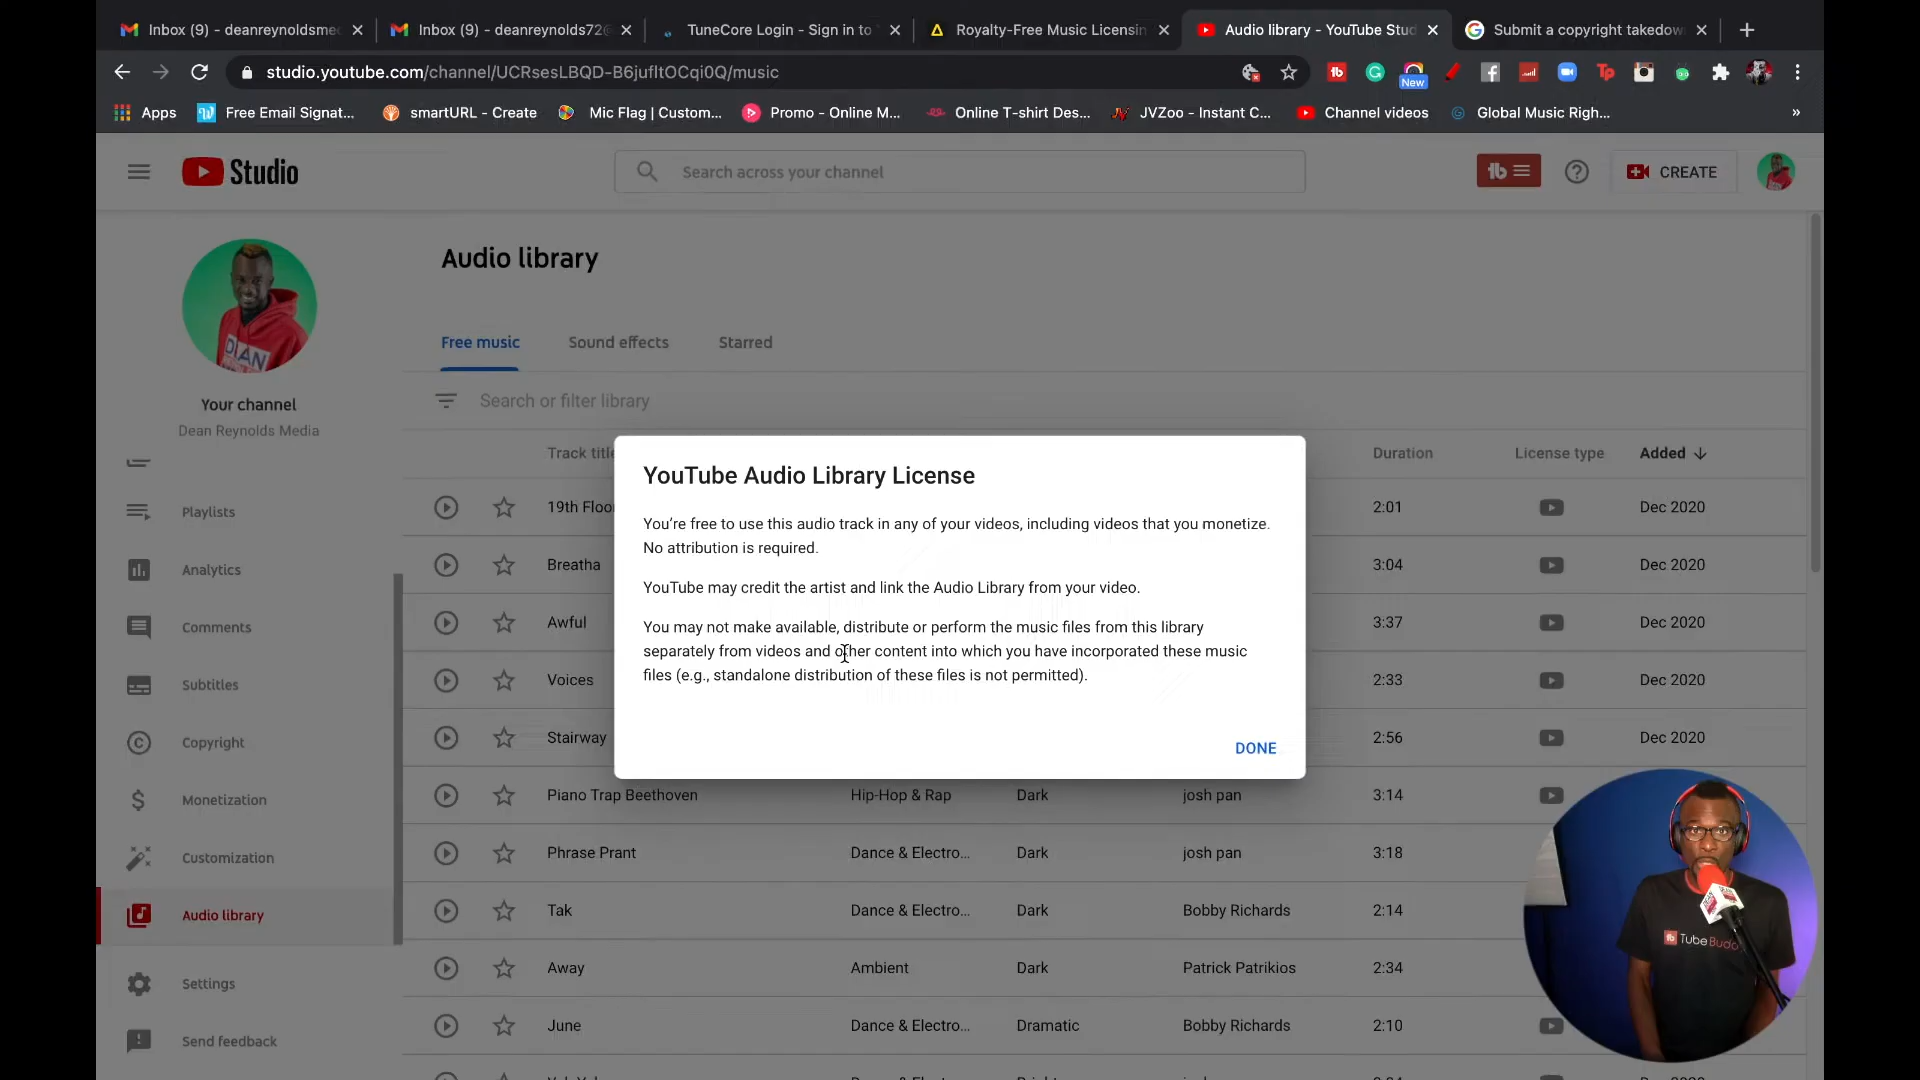 Inbox (9) - deanreynoldsme
Inbox (9) - deanreynolds72@
TuneCore Login - Sign in to
Royalty-Free Music Licensin
Audio library - YouTube Stud
Submit a copyright takedow
studio.youtube.com/channel/UCRsesLBQD-B6jufItOCqi0Q/music
New
Apps
Free Email Signat...
smartURL - Create
Mic Flag | Custom...
Promo - Online M...
Online T-shirt Des...
JVZoo - Instant C...
Channel videos
Global Music Righ...
»
Studio
Search across your channel
CREATE
Your channel
Dean Reynolds Media
Playlists
Analytics
Comments
Subtitles
Copyright
Monetization
Customization
Audio library
Settings
Send feedback
Audio library
Free music
Sound effects
Starred
Search or filter library
Track title
Duration
License type
Added
19th Floor
2:01
Dec 2020
Breatha
3:04
Dec 2020
Awful
3:37
Dec 2020
Voices
2:33
Dec 2020
Stairway
2:56
Dec 2020
YouTube Audio Library License
You’re free to use this audio track in any of your videos, including videos that you monetize.
No attribution is required.
YouTube may credit the artist and link the Audio Library from your video.
You may not make available, distribute or perform the music files from this library
separately from videos and other content into which you have incorporated these music
files (e.g., standalone distribution of these files is not permitted).
DONE
Piano Trap Beethoven Hip-Hop & Rap Dark josh pan 3:14
Phrase Prant Dance & Electro... Dark josh pan 3:18
Tak Dance & Electro... Dark Bobby Richards 2:14
Away Ambient Dark Patrick Patrikios 2:34
June Dance & Electro... Dramatic Bobby Richards 2:10
TubeBuddy